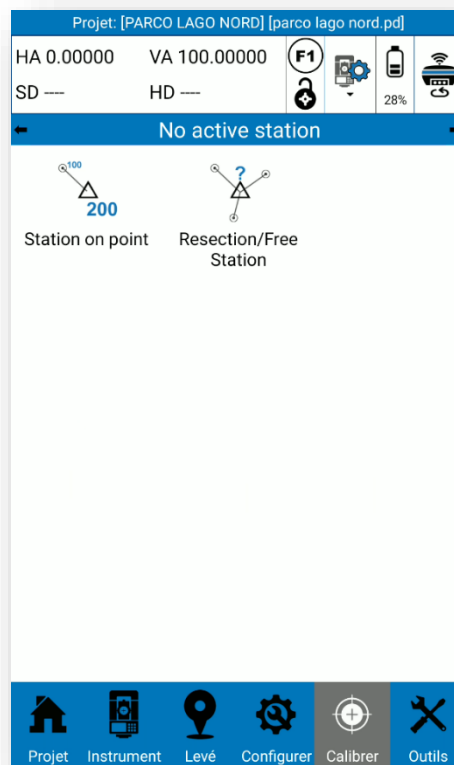 Projet: [PARCO LAGO NORD] [parco lago nord.pd]
HA 0.00000 VA 100.00000 F1
SD ---- HD ---- 28%
No active station
100
200
?
Station on point
Resection/Free
Station
Projet Instrument Levé Configurer Calibrer Outils